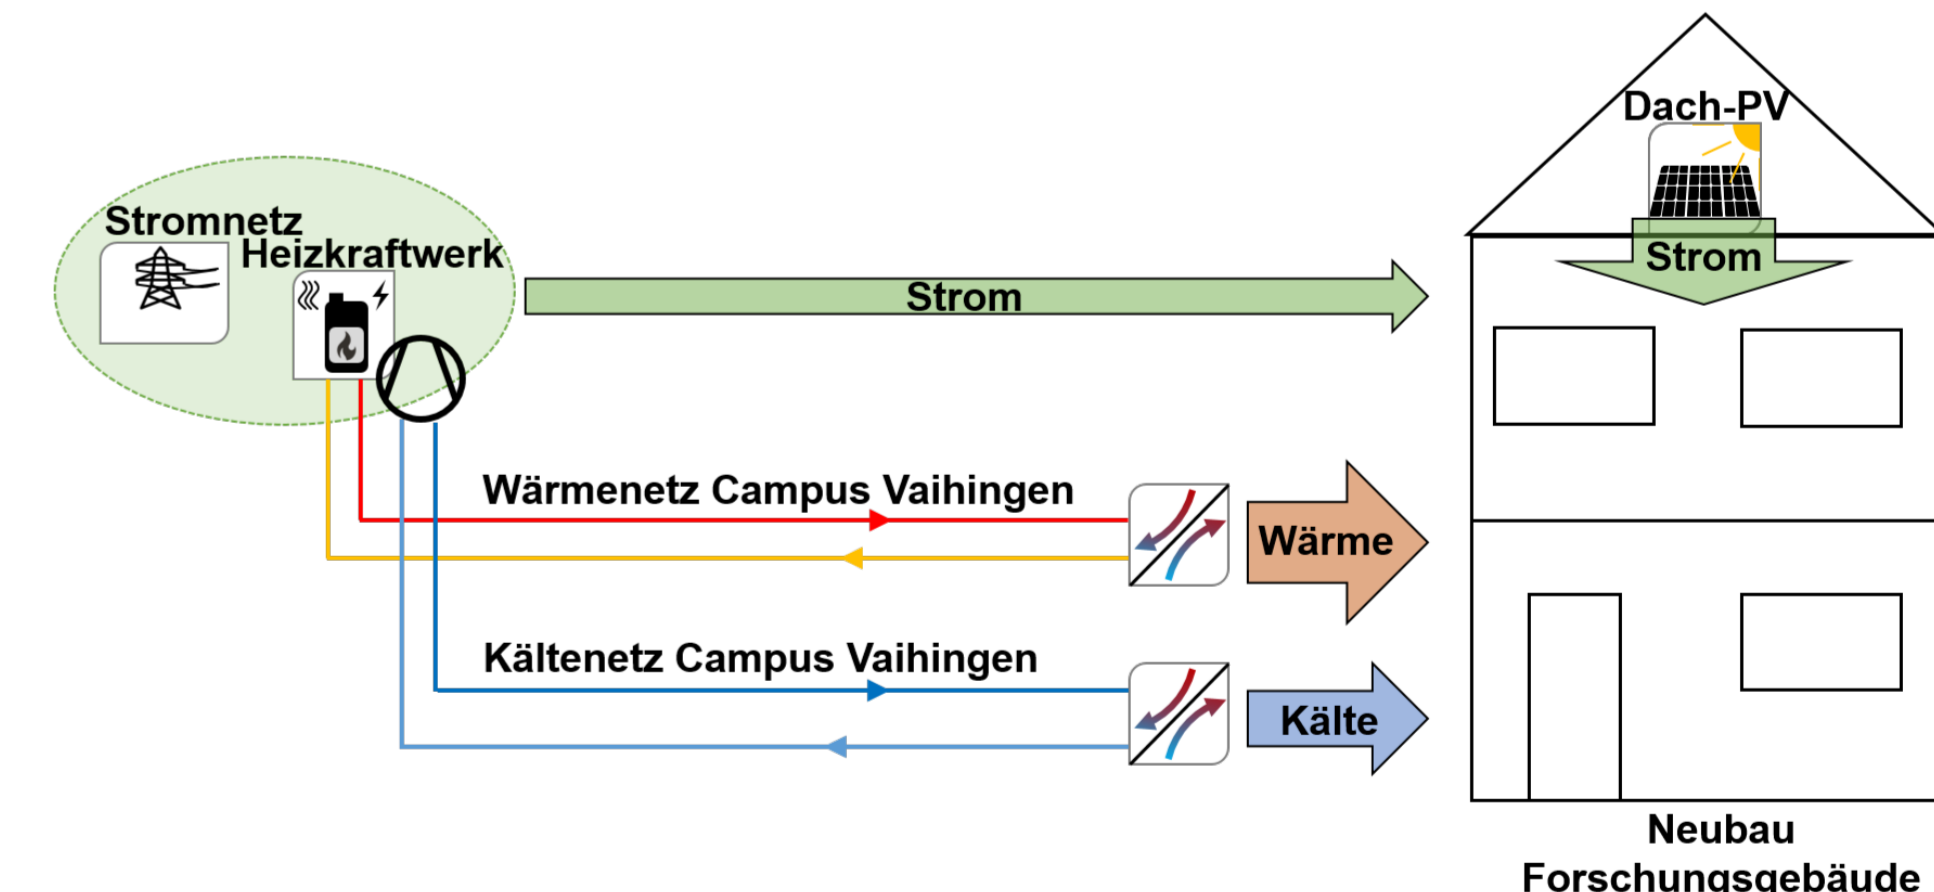 Dach-PV
Stromnetz
Heizkraftwerk
Strom
Strom
Wärmenetz Campus Vaihingen
Wärme
Kältenetz Campus Vaihingen
Kälte
Neubau
Forschungsgebäude